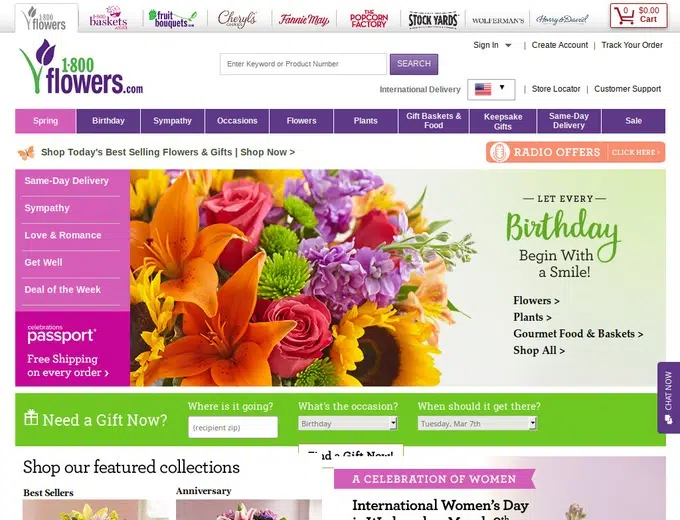 1·800 flowers
1·800 baskets.com
fruit bouquets.com
Cheryl's
COOKIES
Fannie May
THE POPCORN FACTORY
STOCK YARDS
WOLFERMAN'S
Harry & David
0 $0.00
Cart
Sign In | Create Account | Track Your Order
1·800
flowers.com
Enter Keyword or Product Number
SEARCH
International Delivery
| Store Locator | Customer Support
Spring
Birthday
Sympathy
Occasions
Flowers
Plants
Gift Baskets & Food
Keepsake Gifts
Same-Day Delivery
Sale
Shop Today's Best Selling Flowers & Gifts | Shop Now >
RADIO OFFERS CLICK HERE ▸
Same-Day Delivery
Sympathy
Love & Romance
Get Well
Deal of the Week
celebrations
passport®
Free Shipping
on every order ›
LET EVERY
Birthday
Begin With
a Smile!
Flowers >
Plants >
Gourmet Food & Baskets >
Shop All >
CHAT NOW
Need a Gift Now?
Where is it going?
(recipient zip)
What's the occasion?
Birthday
When should it get there?
Tuesday, Mar 7th
Find a Gift Now!
Shop our featured collections
Best Sellers
Anniversary
A CELEBRATION OF WOMEN
International Women's Day
is Wednesday, March 8th